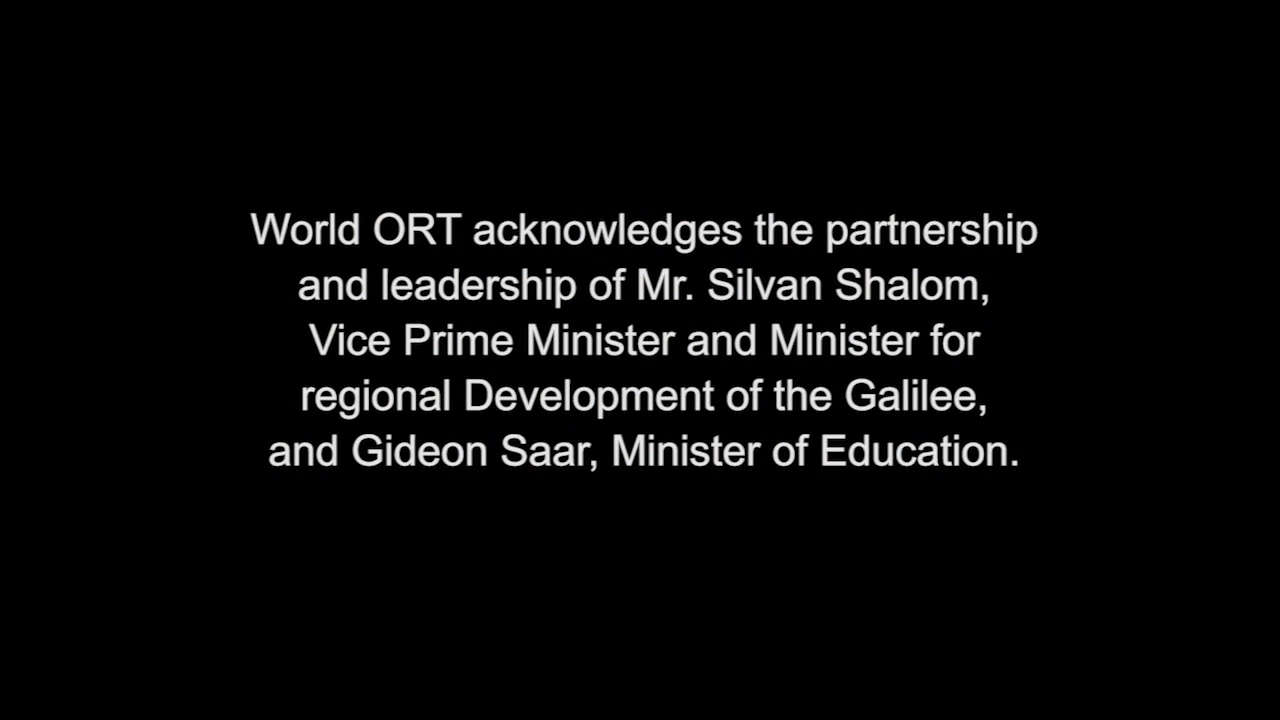 World ORT acknowledges the partnership
and leadership of Mr. Silvan Shalom,
Vice Prime Minister and Minister for
regional Development of the Galilee,
and Gideon Saar, Minister of Education.